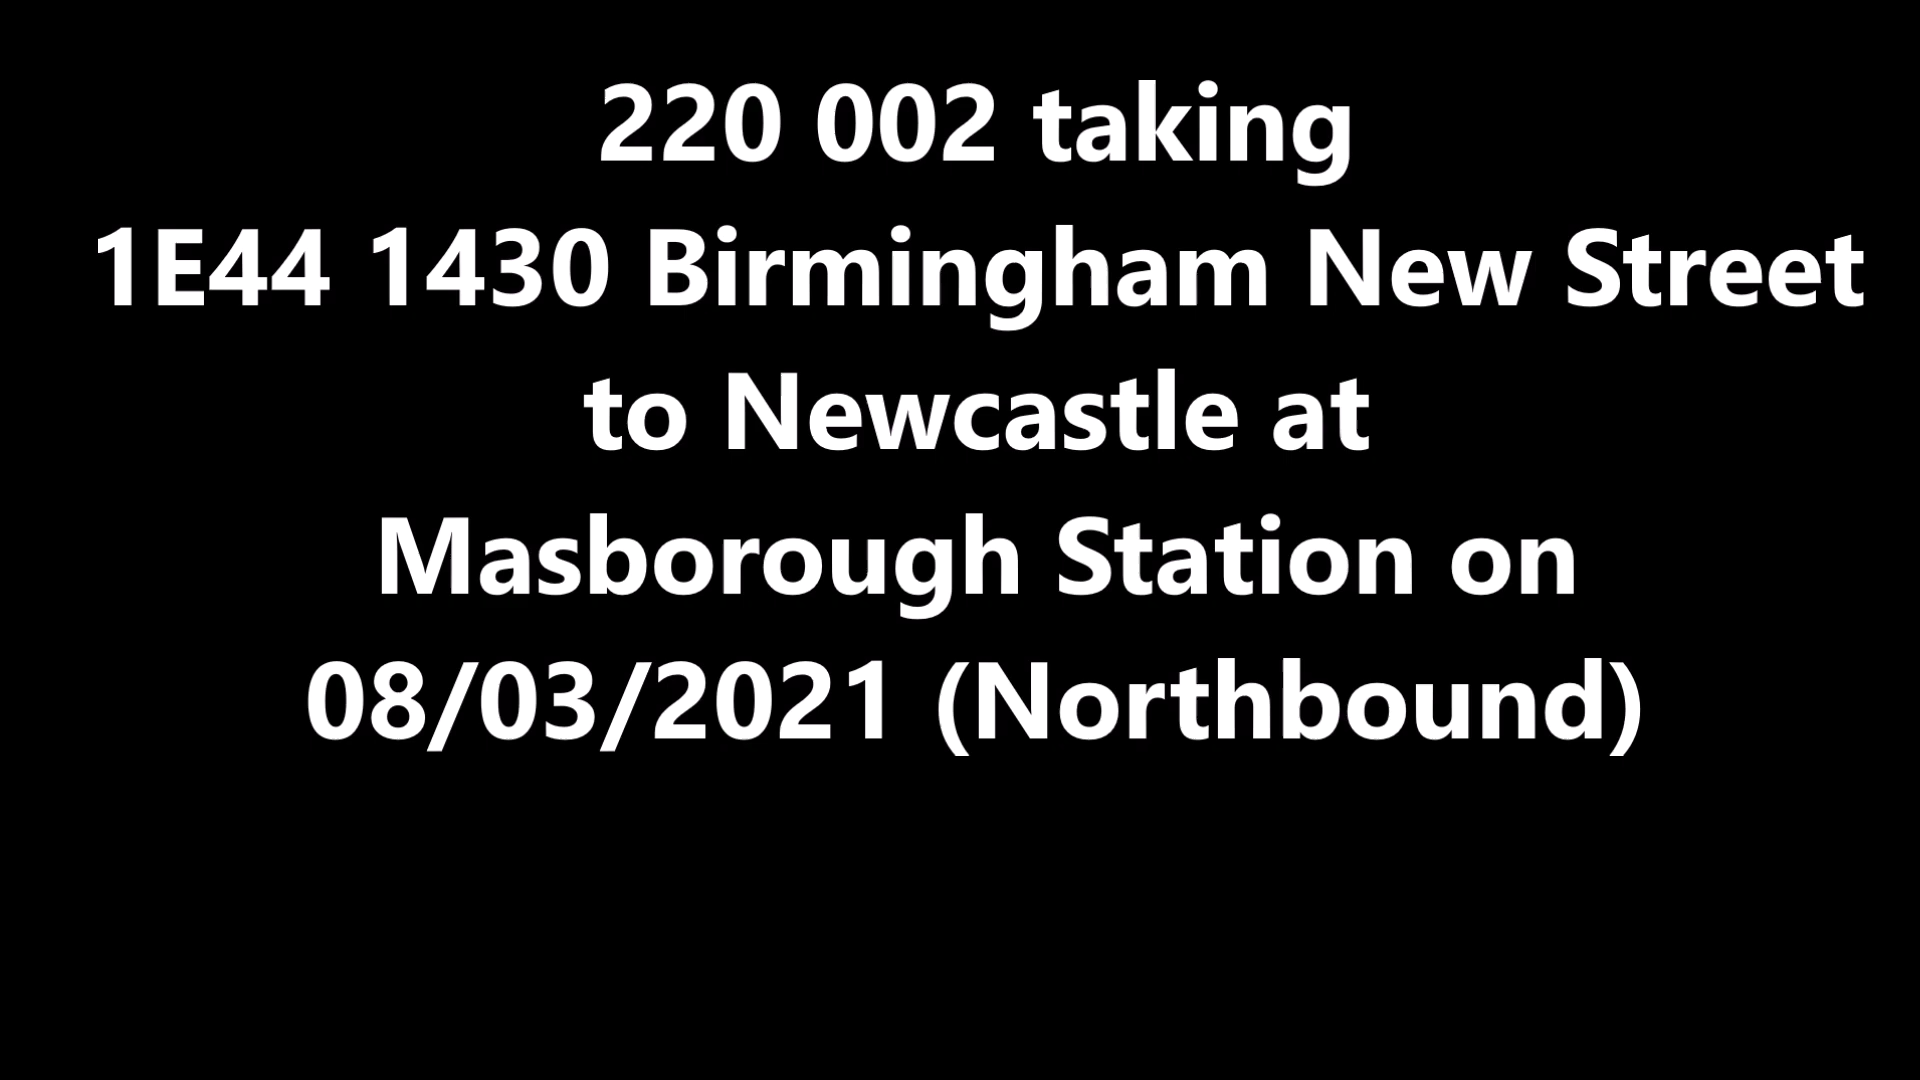 220 002 taking
1E44 1430 Birmingham New Street
to Newcastle at
Masborough Station on
08/03/2021 (Northbound)